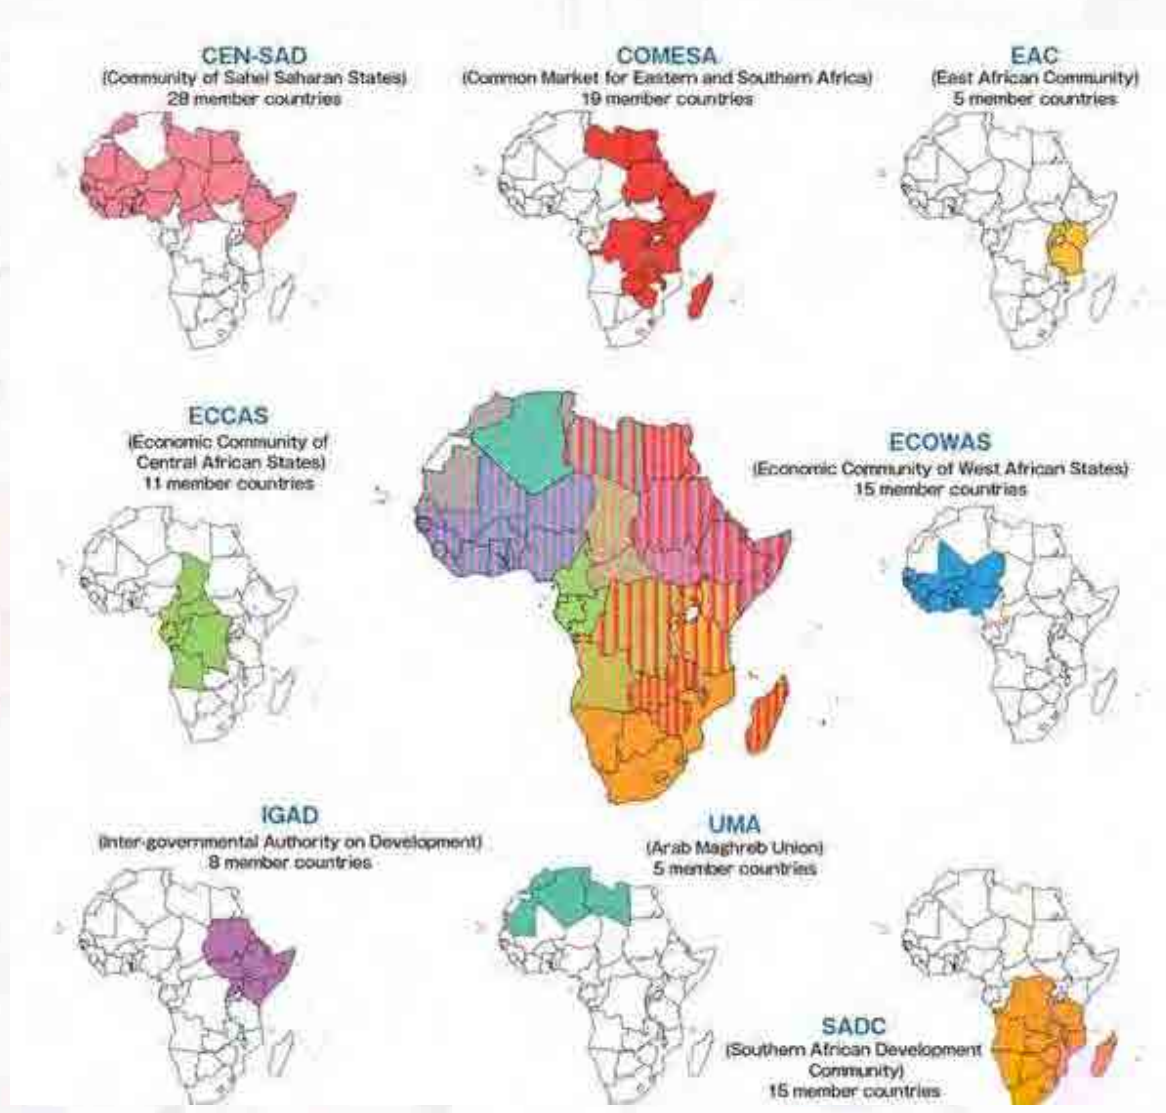 CEN-SAD
(Community of Sahel Saharan States)
28 member countries
COMESA
(Common Market for Eastern and Southern Africa)
19 member countries
EAC
(East African Community)
5 member countries
ECCAS
(Economic Community of
Central African States)
11 member countries
ECOWAS
(Economic Community of West African States)
15 member countries
IGAD
(Inter-governmental Authority on Development)
8 member countries
UMA
(Arab Maghreb Union)
5 member countries
SADC
(Southern African Development
Community)
15 member countries